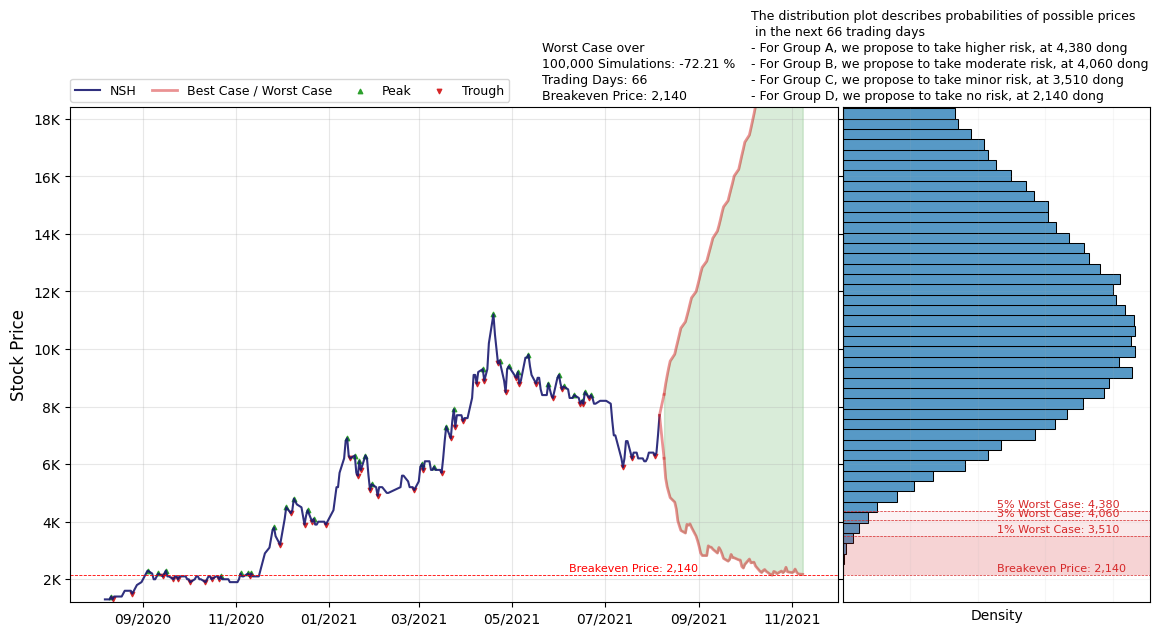 The distribution plot describes probabilities of possible prices
in the next 66 trading days
- For Group A, we propose to take higher risk, at 4,380 dong
- For Group B, we propose to take moderate risk, at 4,060 dong
- For Group C, we propose to take minor risk, at 3,510 dong
- For Group D, we propose to take no risk, at 2,140 dong
Worst Case over
100,000 Simulations: -72.21 %
Trading Days: 66
Breakeven Price: 2,140
NSH
Best Case / Worst Case
Peak
Trough
Stock Price
18K
16K
14K
12K
10K
8K
6K
4K
2K
Breakeven Price: 2,140
09/2020
11/2020
01/2021
03/2021
05/2021
07/2021
09/2021
11/2021
5% Worst Case: 4,380
3% Worst Case: 4,060
1% Worst Case: 3,510
Breakeven Price: 2,140
Density